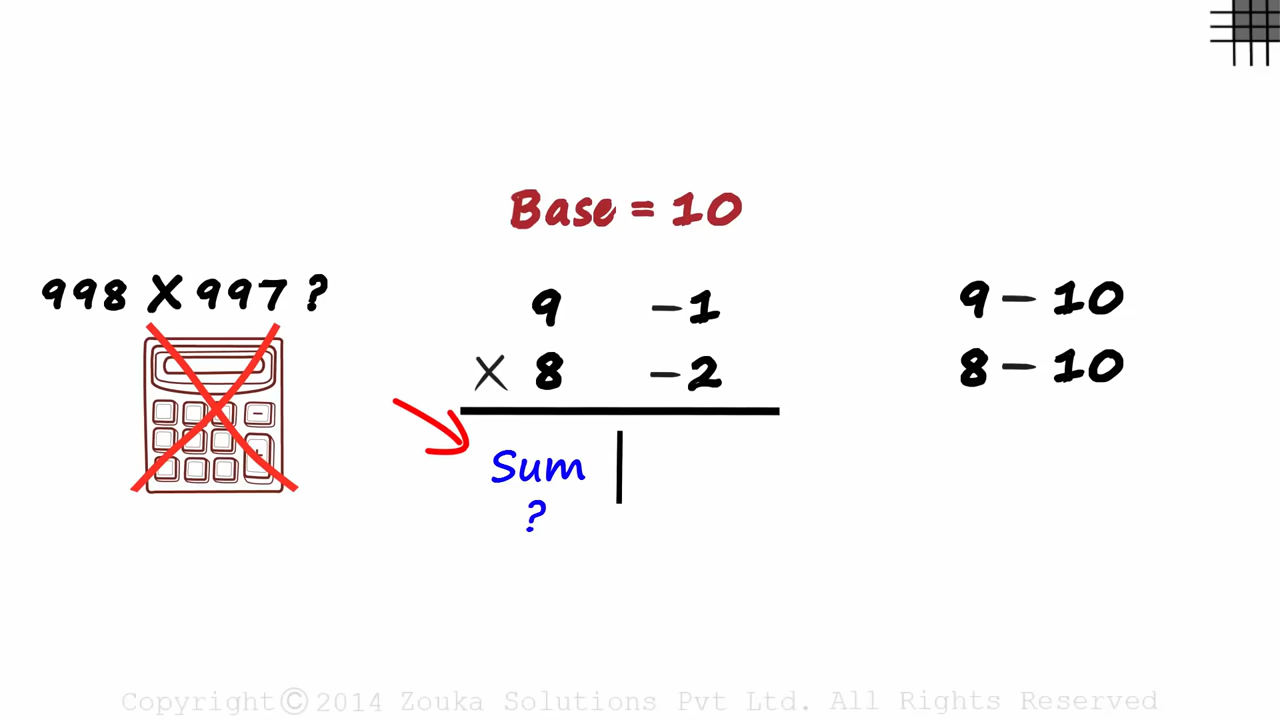 Base = 10
998 X 997 ?
9 -1
X 8 -2
Sum
?
9 - 10
8 - 10
Copyright©2014 Zouka Solutions Pvt Ltd. All Rights Reserved